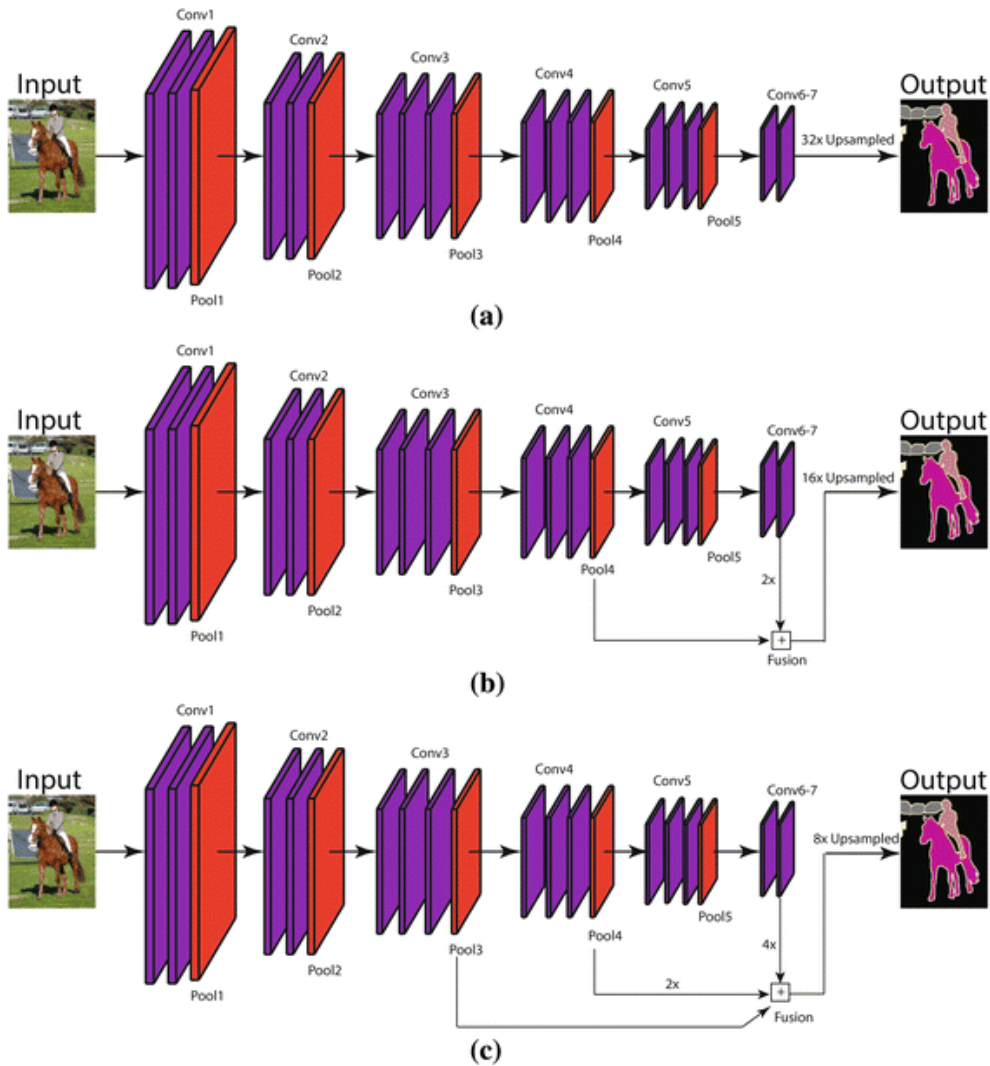 Conv1
Conv2
Conv3
Conv4
Conv5
Conv6-7
Input
Output
32x Upsampled
Pool1
Pool2
Pool3
Pool4
Pool5
(a)
Conv1
Conv2
Conv3
Conv4
Conv5
Conv6-7
Input
Output
16x Upsampled
Pool1
Pool2
Pool3
Pool4
Pool5
2x
+
Fusion
(b)
Conv1
Conv2
Conv3
Conv4
Conv5
Conv6-7
Input
Output
8x Upsampled
Pool1
Pool2
Pool3
Pool4
Pool5
4x
2x
+
Fusion
(c)